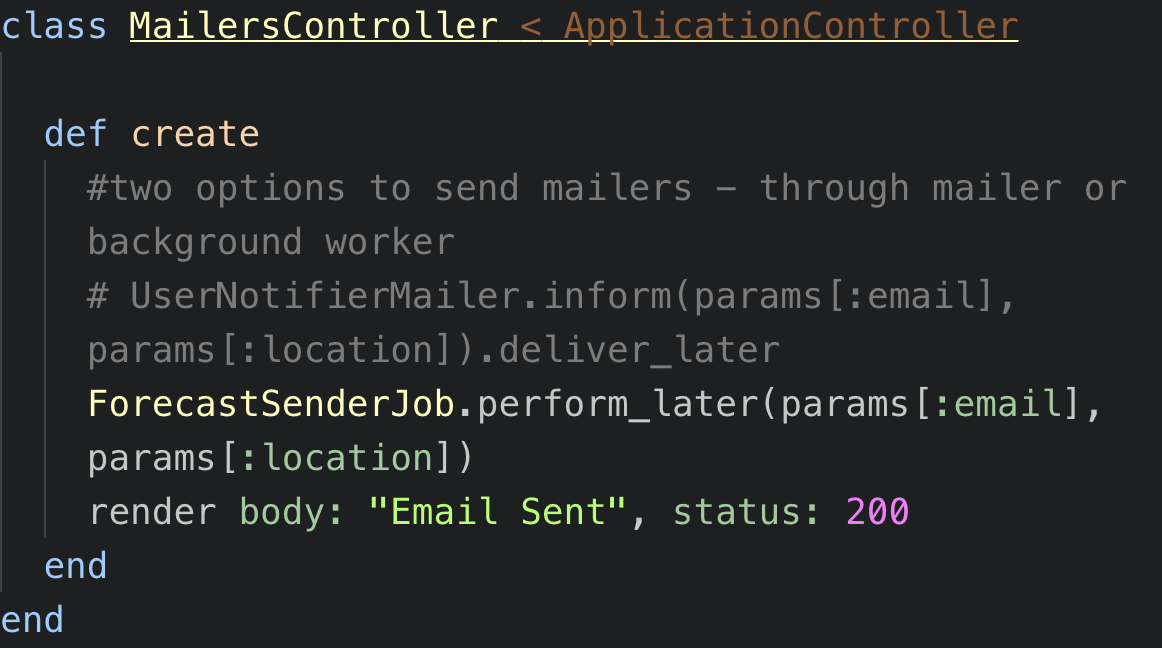 class MailersController < ApplicationController
def create
#two options to send mailers – through mailer or
background worker
# UserNotifierMailer.inform(params[:email],
params[:location]).deliver_later
ForecastSenderJob.perform_later(params[:email],
params[:location])
render body: "Email Sent", status: 200
end
end